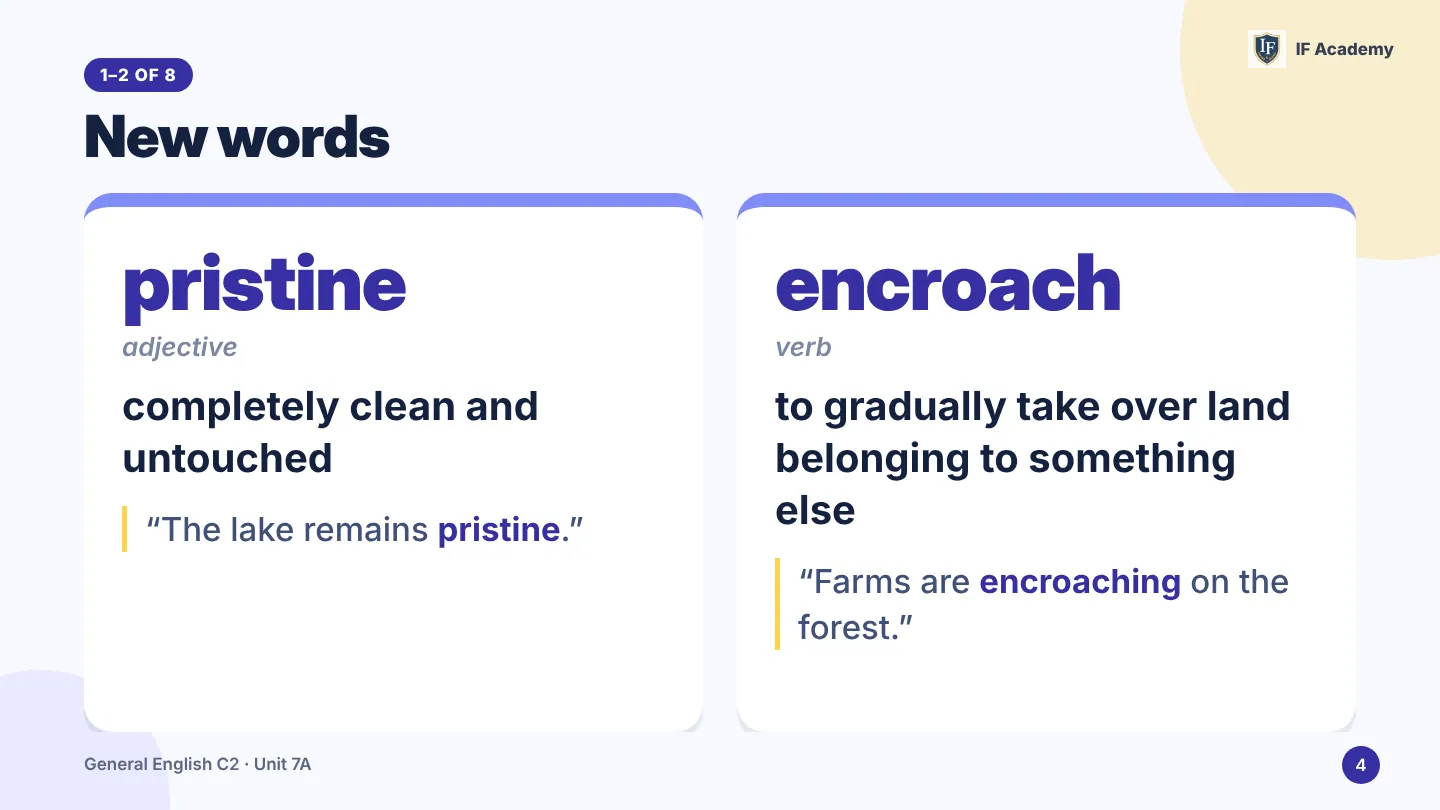 IF
IF Academy
1–2 OF 8
New words
pristine
adjective
completely clean and
untouched
“The lake remains pristine.”
encroach
verb
to gradually take over land
belonging to something
else
“Farms are encroaching on the
forest.”
General English C2 · Unit 7A
4